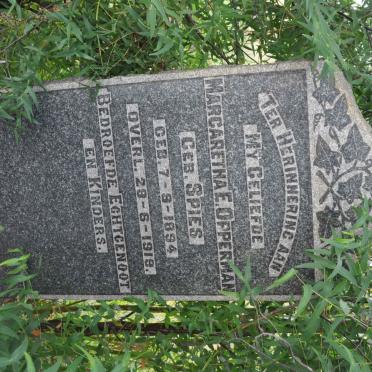 TER HERINNERING AAN
MY GELIEFDE
MARGARETHA E. OPPERMAN
GEB SPIES
GEB. 7-9-1894
OVERL. 29-6-1918.
BEDROEFDE ECHTGENOOT
EN KINDERS.